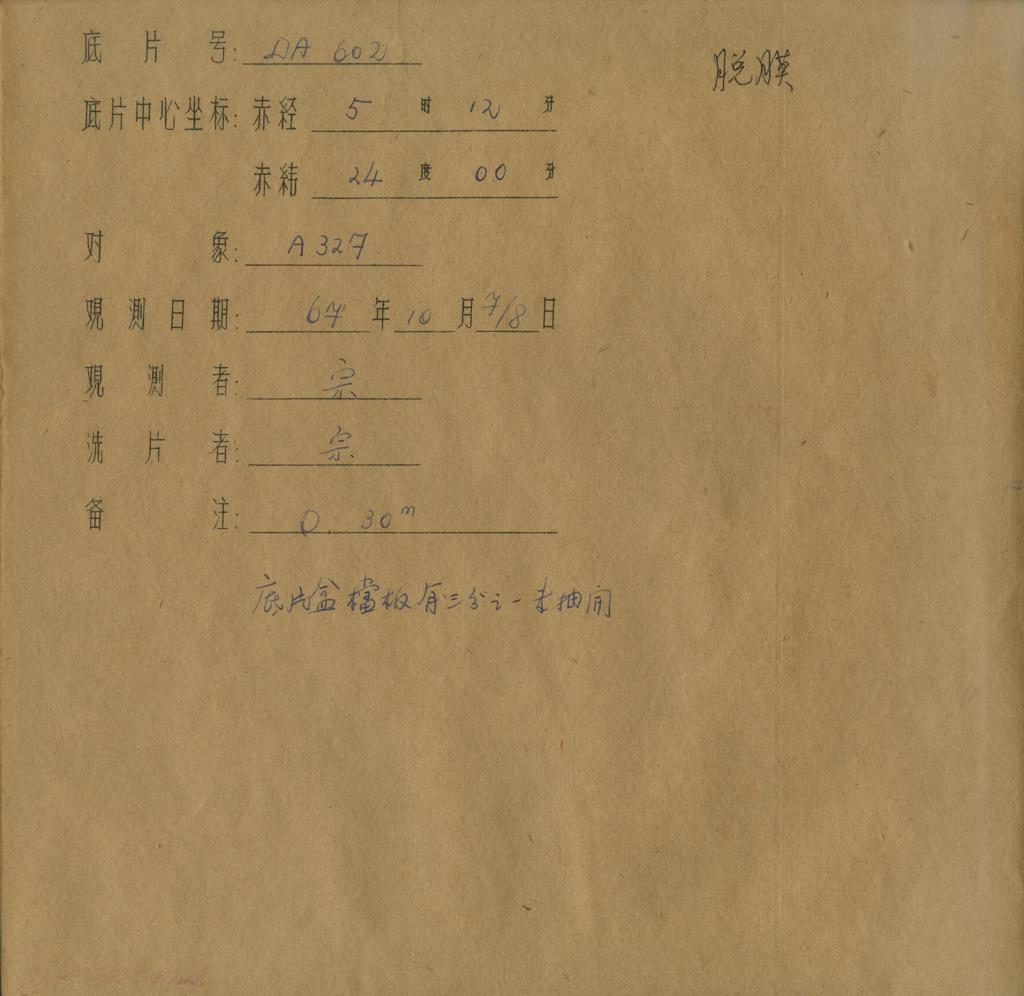 底片号: DA 602
脱膜
底片中心坐标: 赤经 5 时 12 分
赤纬 24 度 00 分
对象: A 327
观测日期: 67 年 10 月 7/8 日
观测者: 宗
洗片者: 宗
备注: 0. 30ᵐ
底片盒檔板有三分之一未抽開